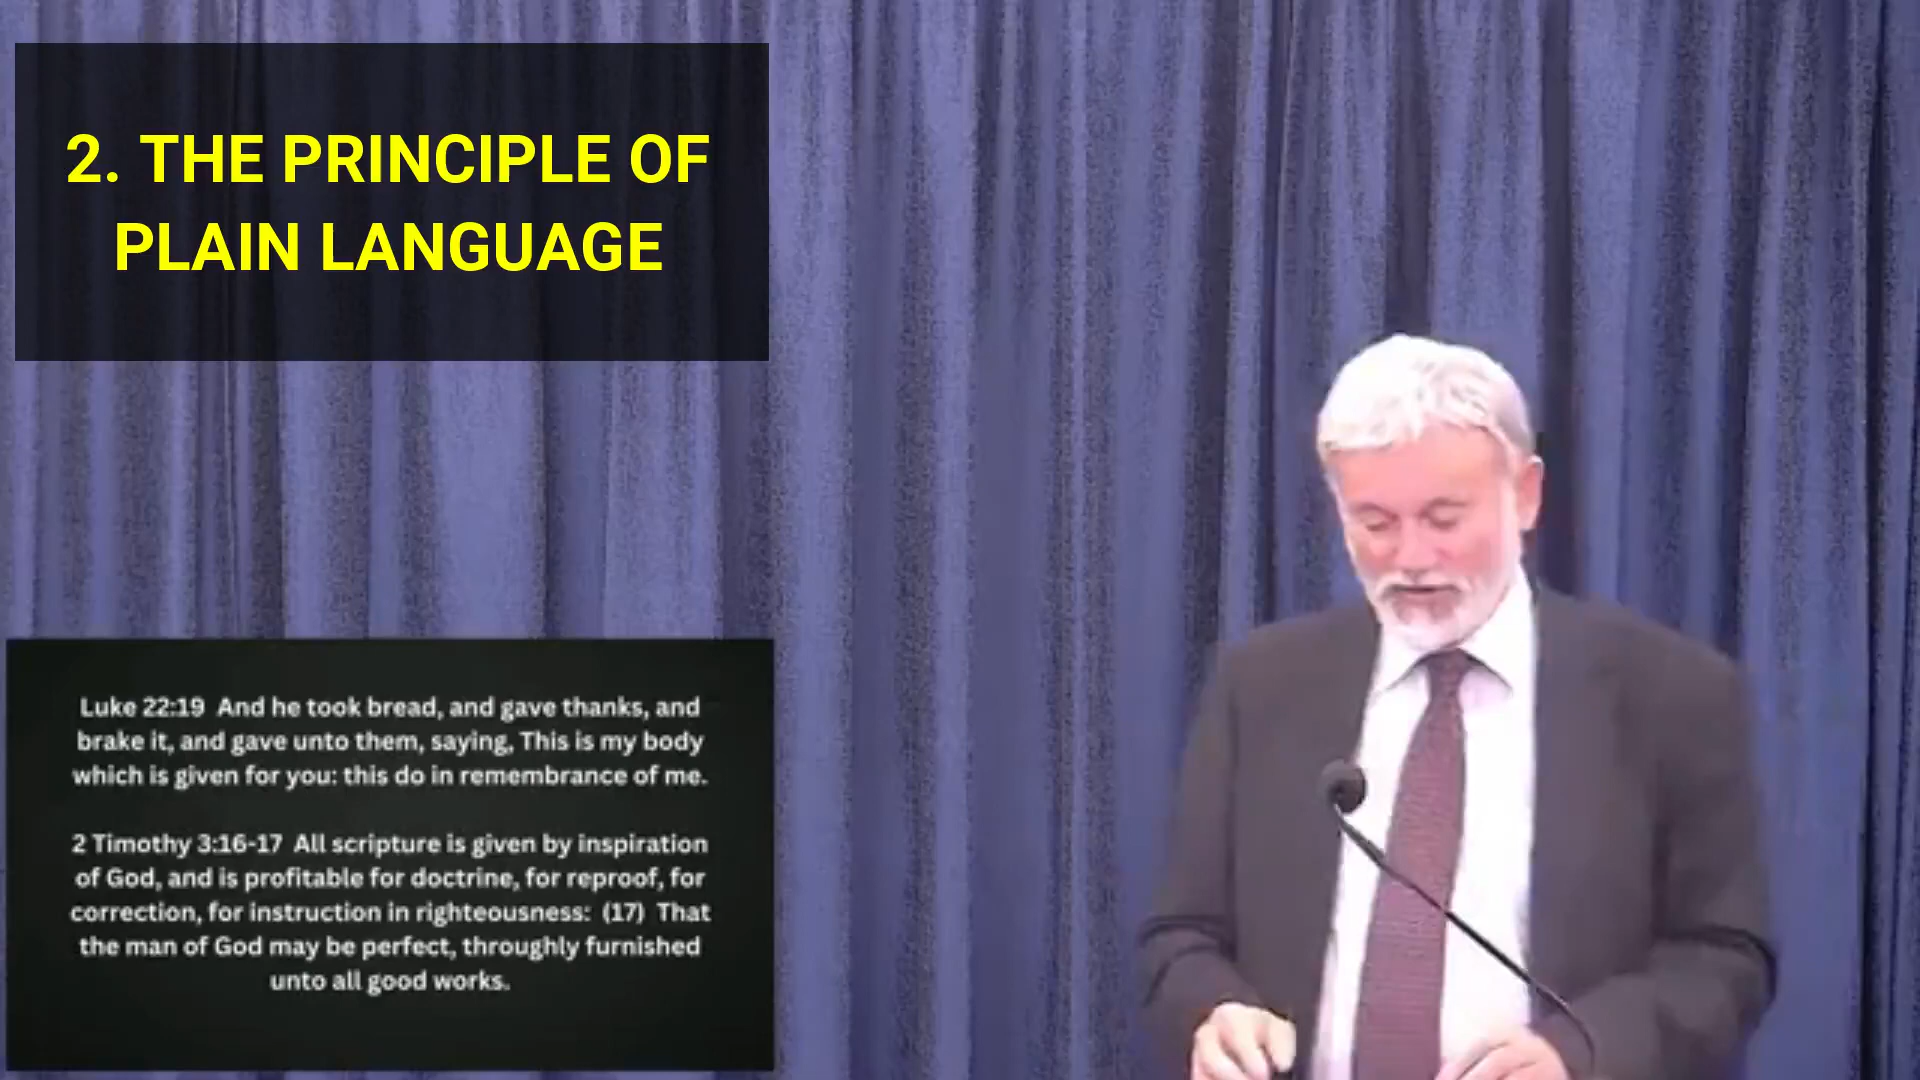 2. THE PRINCIPLE OF
PLAIN LANGUAGE
Luke 22:19  And he took bread, and gave thanks, and
brake it, and gave unto them, saying, This is my body
which is given for you: this do in remembrance of me.
2 Timothy 3:16-17  All scripture is given by inspiration
of God, and is profitable for doctrine, for reproof, for
correction, for instruction in righteousness:  (17)  That
the man of God may be perfect, throughly furnished
unto all good works.